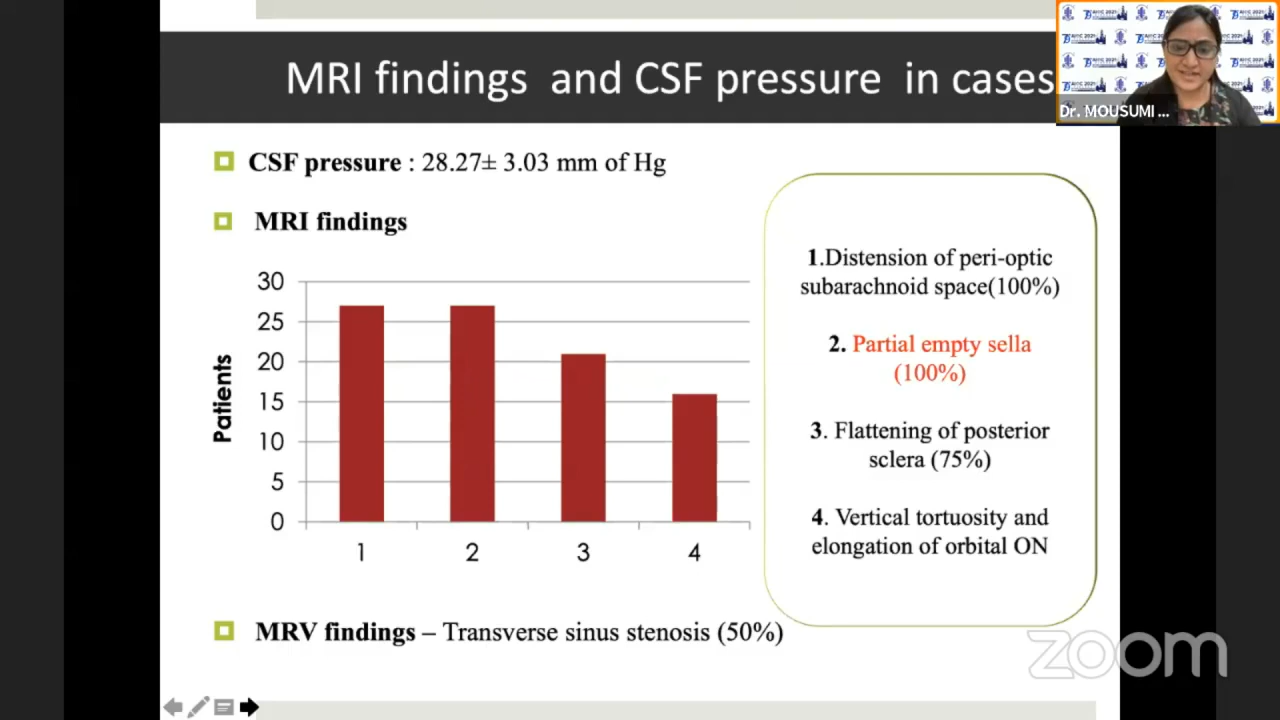 MRI findings and CSF pressure in cases
Dr. MOUSUMI ...
CSF pressure : 28.27± 3.03 mm of Hg
MRI findings
30
25
20
15
10
5
0
Patients
1 2 3 4
1.Distension of peri-optic
subarachnoid space(100%)
2. Partial empty sella
(100%)
3. Flattening of posterior
sclera (75%)
4. Vertical tortuosity and
elongation of orbital ON
MRV findings – Transverse sinus stenosis (50%)
zoom